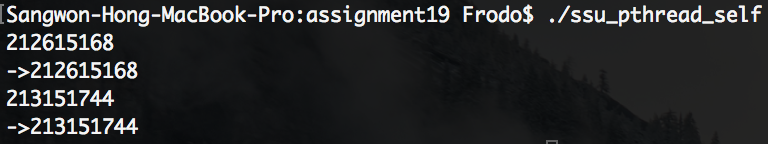 Sangwon-Hong-MacBook-Pro:assignment19 Frodo$ ./ssu_pthread_self
212615168
->212615168
213151744
->213151744